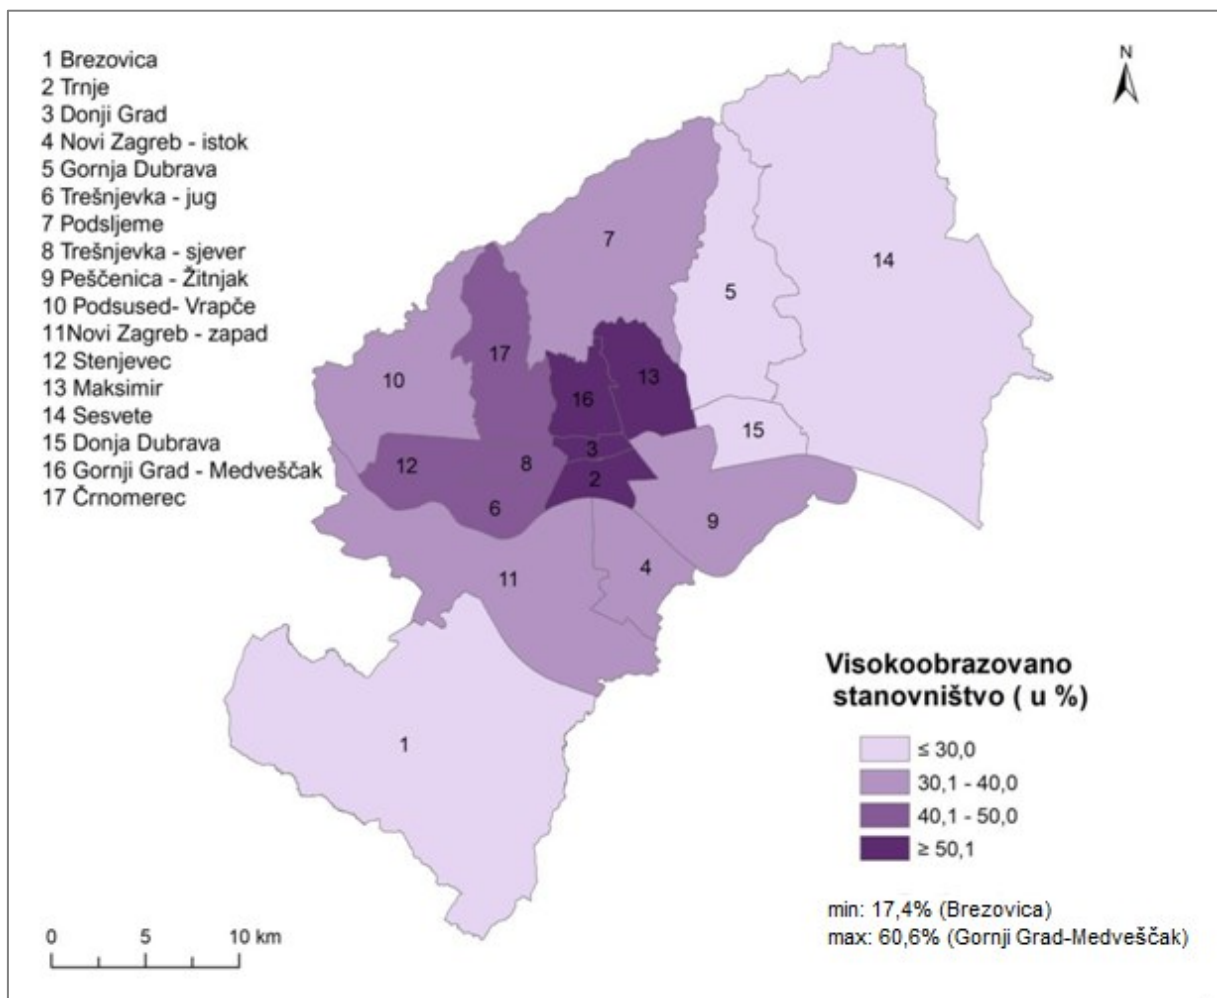 1 Brezovica
2 Trnje
3 Donji Grad
4 Novi Zagreb - istok
5 Gornja Dubrava
6 Trešnjevka - jug
7 Podsljeme
8 Trešnjevka - sjever
9 Peščenica - Žitnjak
10 Podsused- Vrapče
11Novi Zagreb - zapad
12 Stenjevec
13 Maksimir
14 Sesvete
15 Donja Dubrava
16 Gornji Grad - Medveščak
17 Črnomerec
N
7
14
5
17
13
10
16
15
3
12
8
2
6
9
4
11
1
Visokoobrazovano
stanovništvo ( u %)
≤ 30,0
30,1 - 40,0
40,1 - 50,0
≥ 50,1
min: 17,4% (Brezovica)
max: 60,6% (Gornji Grad-Medveščak)
0 5 10 km